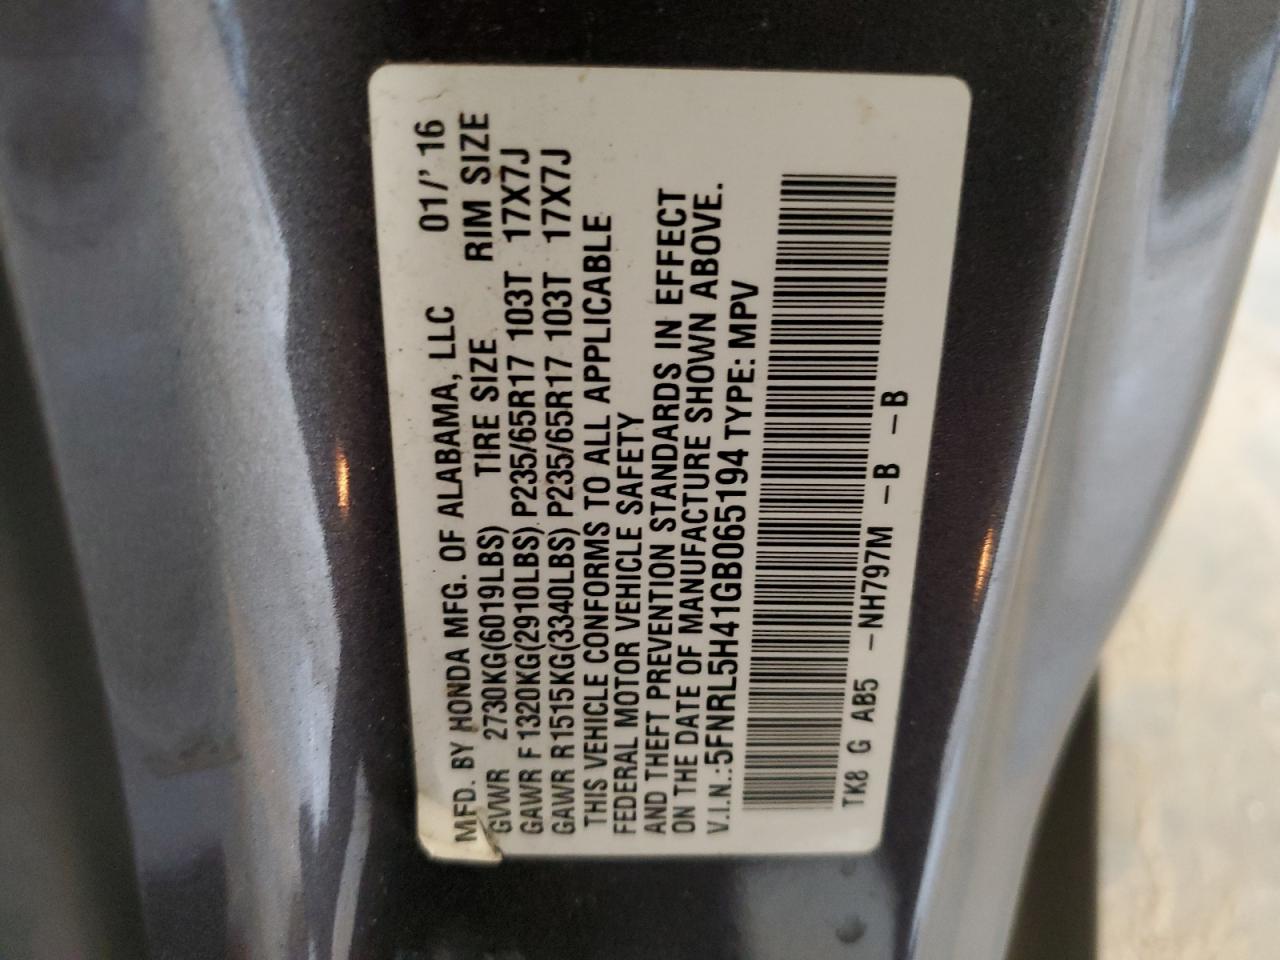 MFD. BY HONDA MFG. OF ALABAMA, LLC 01/'16
GVWR 2730KG(6019LBS) TIRE SIZE RIM SIZE
GAWR F1320KG(2910LBS) P235/65R17 103T 17X7J
GAWR R1515KG(3340LBS) P235/65R17 103T 17X7J
THIS VEHICLE CONFORMS TO ALL APPLICABLE
FEDERAL MOTOR VEHICLE SAFETY
AND THEFT PREVENTION STANDARDS IN EFFECT
ON THE DATE OF MANUFACTURE SHOWN ABOVE.
V.I.N.:5FNRL5H41GB065194 TYPE: MPV
TK8 G AB5 -NH797M -B -B